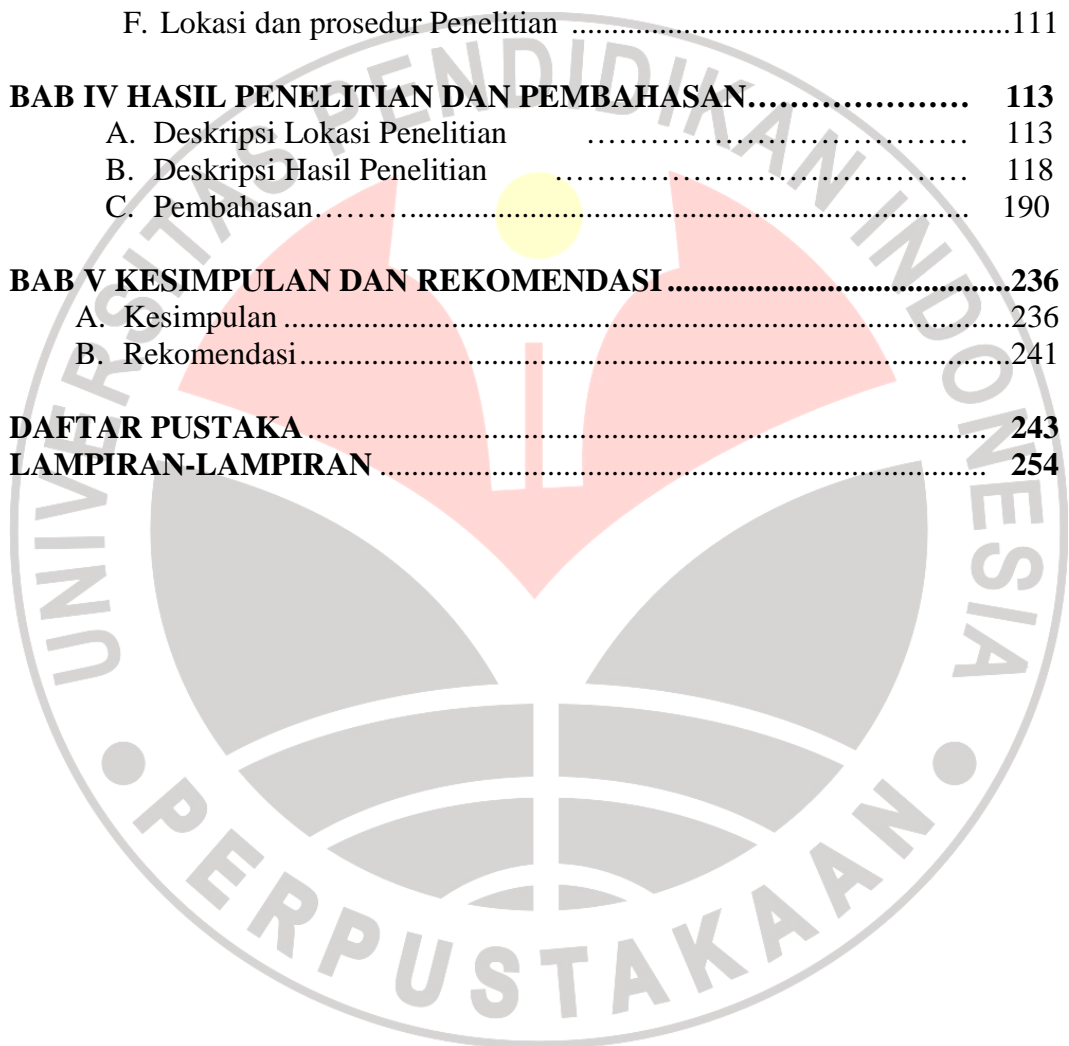 F. Lokasi dan prosedur Penelitian ......................................................111
BAB IV HASIL PENELITIAN DAN PEMBAHASAN………………… 113
A. Deskripsi Lokasi Penelitian ……………………………… 113
B. Deskripsi Hasil Penelitian ………………………………… 118
C. Pembahasan……….................................................................... 190
BAB V KESIMPULAN DAN REKOMENDASI .........................................236
A. Kesimpulan .........................................................................................236
B. Rekomendasi.......................................................................................241
DAFTAR PUSTAKA.................................................................................... 243
LAMPIRAN-LAMPIRAN .......................................................................... 254
UNIVERSITAS PENDIDIKAN INDONESIA
PERPUSTAKAAN